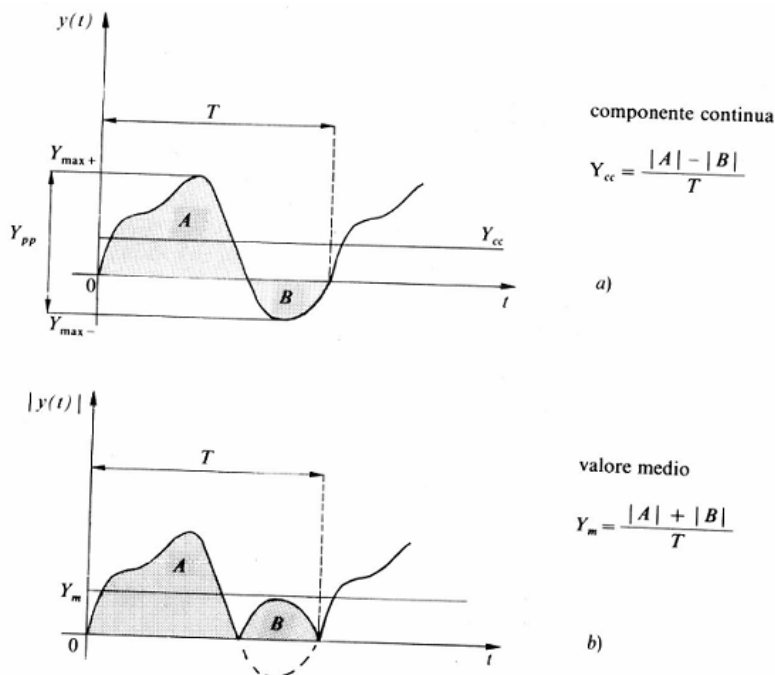 y(t)
T
componente continua
Y_max+
Y_cc = |A| − |B| / T
A
Y_pp
Y_cc
0
B
t
a)
Y_max−
|y(t)|
T
valore medio
Y_m = |A| + |B| / T
A
Y_m
B
0
t
b)